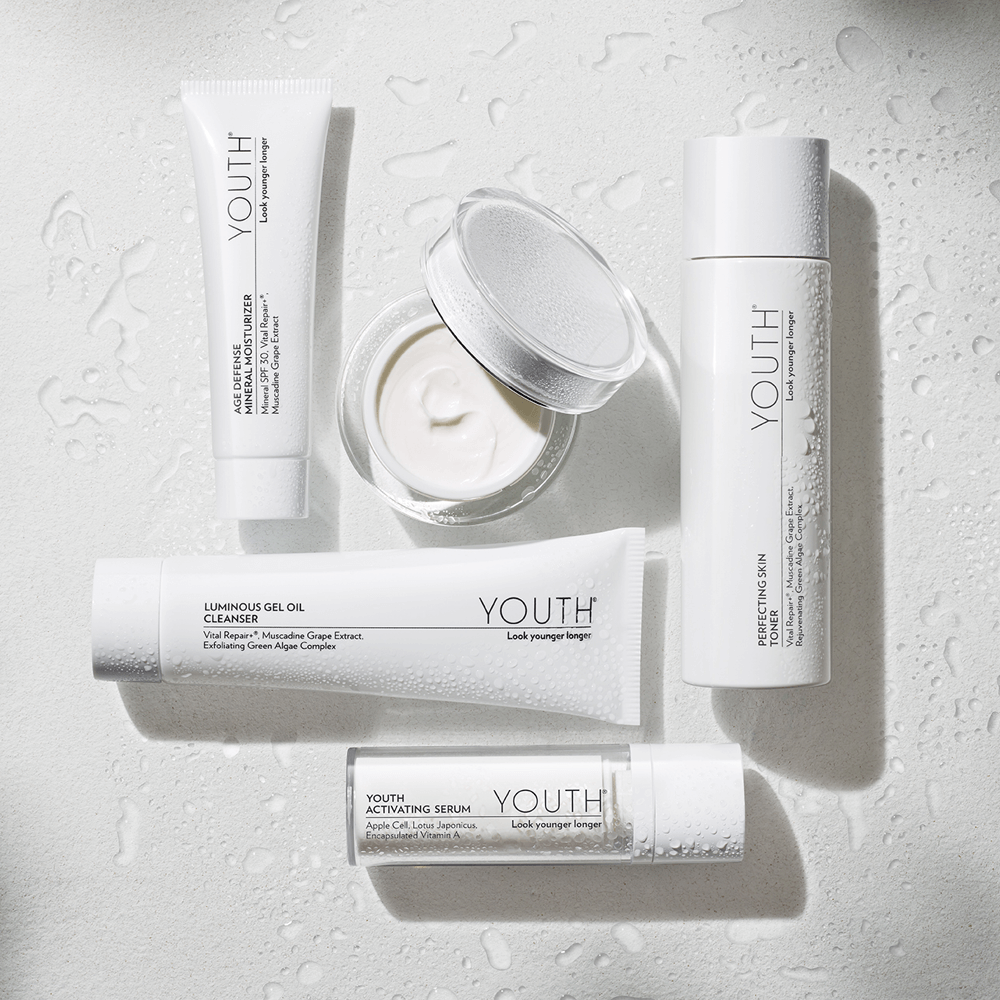 YOUTH®
Look younger longer
AGE DEFENSE
MINERAL MOISTURIZER
Mineral SPF 30, Vital Repair+®,
Muscadine Grape Extract
YOUTH®
Look younger longer
PERFECTING SKIN
TONER
Vital Repair+®, Muscadine Grape Extract,
Rejuvenating Green Algae Complex
LUMINOUS GEL OIL
CLEANSER
Vital Repair+®, Muscadine Grape Extract,
Exfoliating Green Algae Complex
YOUTH®
Look younger longer
YOUTH
ACTIVATING SERUM
Apple Cell, Lotus Japonicus,
Encapsulated Vitamin A
YOUTH®
Look younger longer